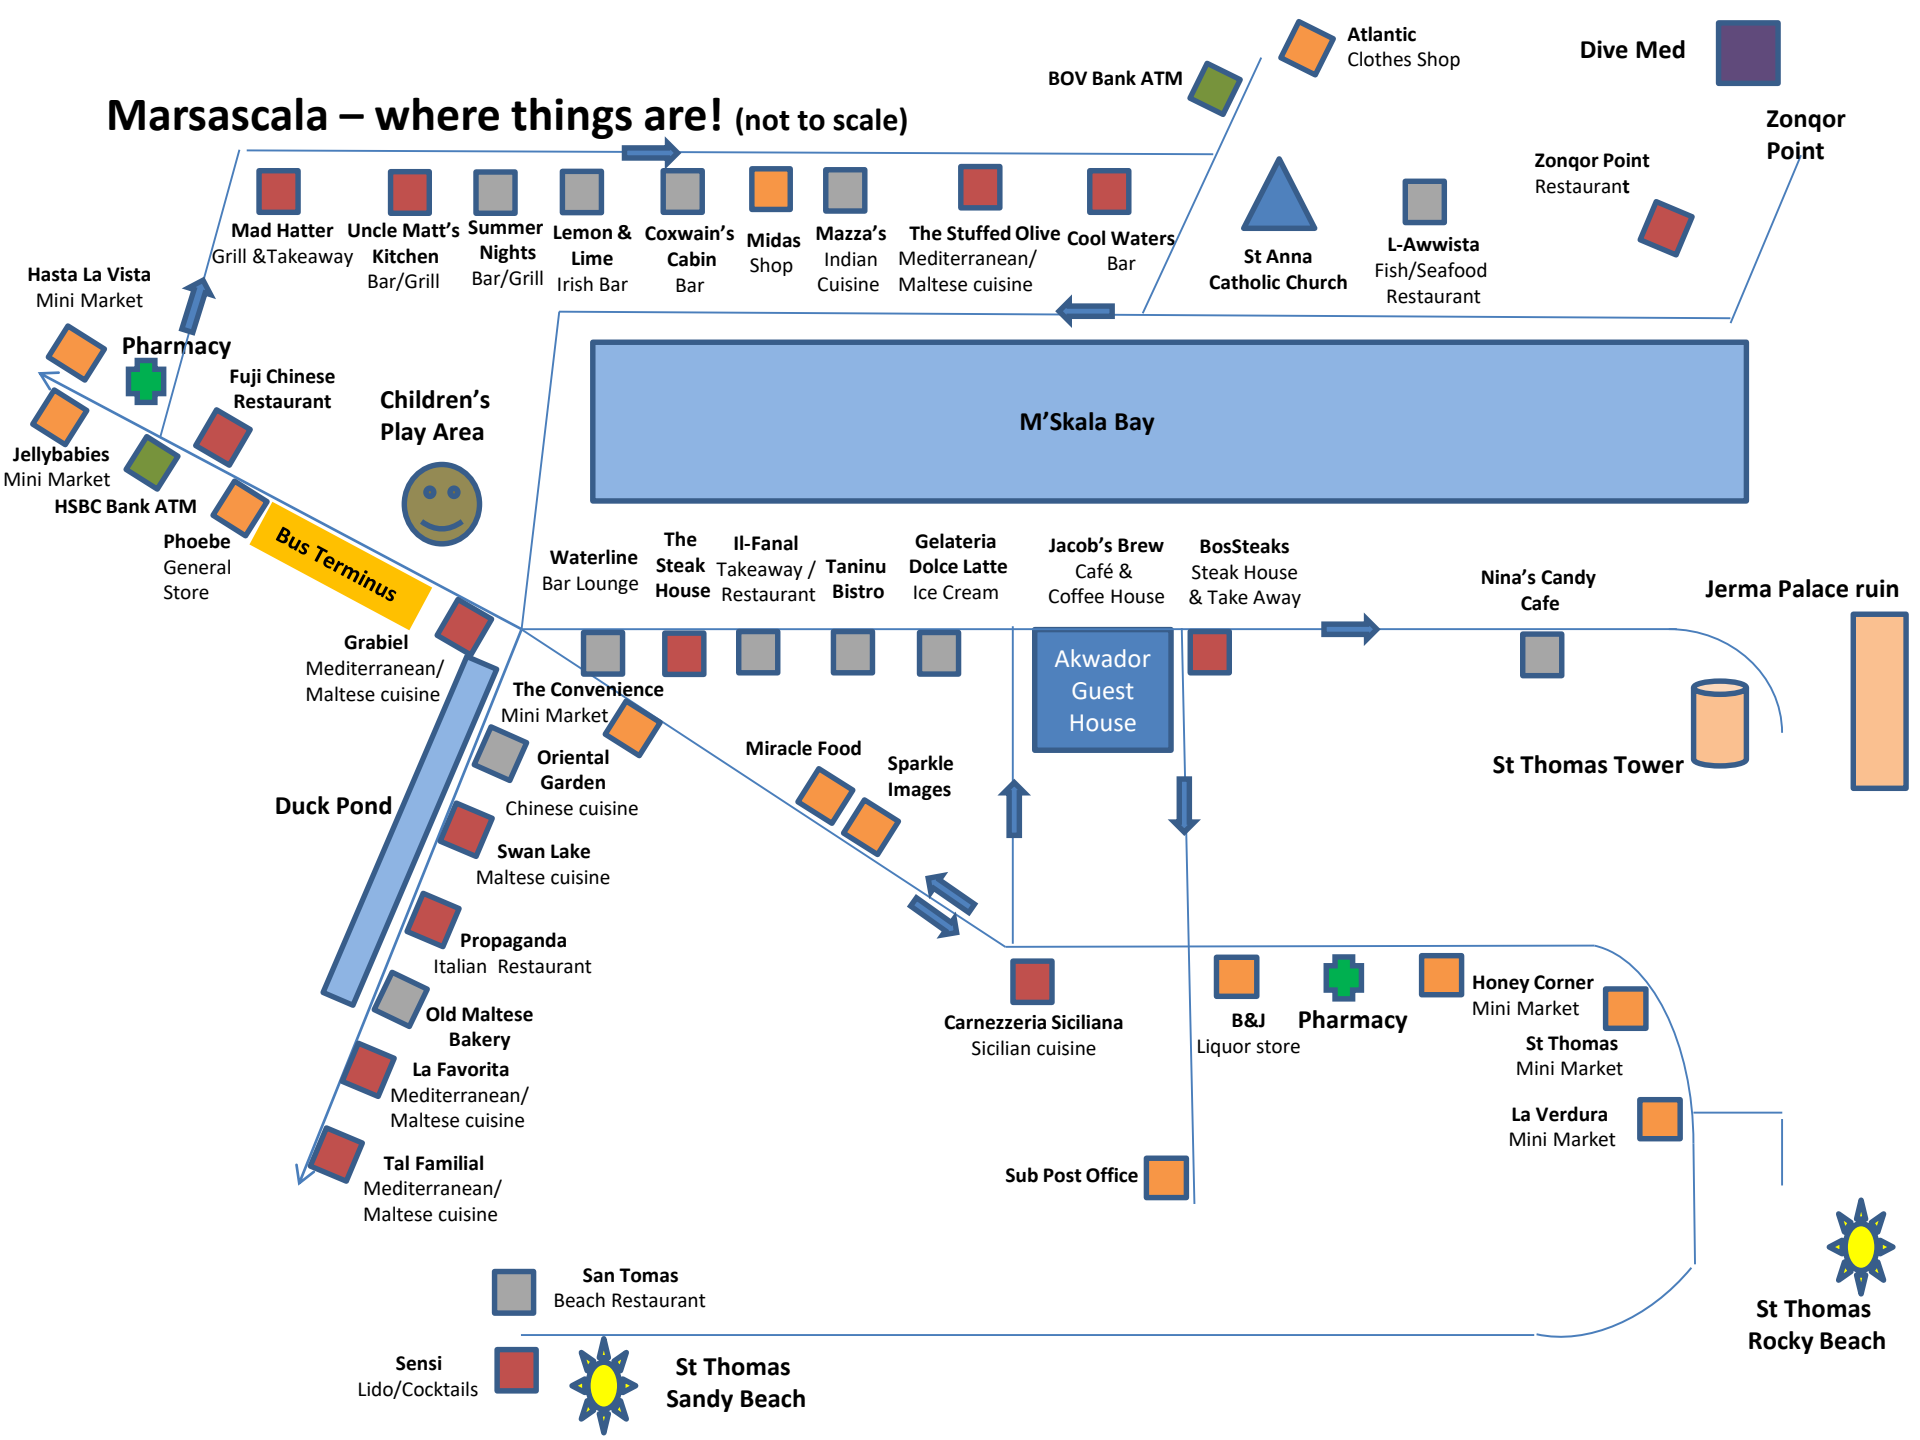 Marsascala – where things are! (not to scale)
BOV Bank ATM
Atlantic
Clothes Shop
Dive Med
Zonqor
Point
Zonqor Point
Restaurant
Mad Hatter
Grill &Takeaway
Uncle Matt's
Kitchen
Bar/Grill
Summer
Nights
Bar/Grill
Lemon &
Lime
Irish Bar
Coxwain's
Cabin
Bar
Midas
Shop
Mazza's
Indian
Cuisine
The Stuffed Olive
Mediterranean/
Maltese cuisine
Cool Waters
Bar
St Anna
Catholic Church
L-Awwista
Fish/Seafood
Restaurant
Hasta La Vista
Mini Market
Pharmacy
Fuji Chinese
Restaurant
Children's
Play Area
M'Skala Bay
Jellybabies
Mini Market
HSBC Bank ATM
Phoebe
General
Store
Bus Terminus
Grabiel
Mediterranean/
Maltese cuisine
Waterline
Bar Lounge
The
Steak
House
Il-Fanal
Takeaway /
Restaurant
Taninu
Bistro
Gelateria
Dolce Latte
Ice Cream
Jacob's Brew
Café &
Coffee House
BosSteaks
Steak House
& Take Away
Nina's Candy
Cafe
Jerma Palace ruin
Akwador
Guest
House
St Thomas Tower
The Convenience
Mini Market
Miracle Food
Sparkle
Images
Duck Pond
Oriental
Garden
Chinese cuisine
Swan Lake
Maltese cuisine
Propaganda
Italian Restaurant
Old Maltese
Bakery
La Favorita
Mediterranean/
Maltese cuisine
Tal Familial
Mediterranean/
Maltese cuisine
Carnezzeria Siciliana
Sicilian cuisine
B&J
Liquor store
Pharmacy
Honey Corner
Mini Market
St Thomas
Mini Market
La Verdura
Mini Market
Sub Post Office
San Tomas
Beach Restaurant
Sensi
Lido/Cocktails
St Thomas
Sandy Beach
St Thomas
Rocky Beach